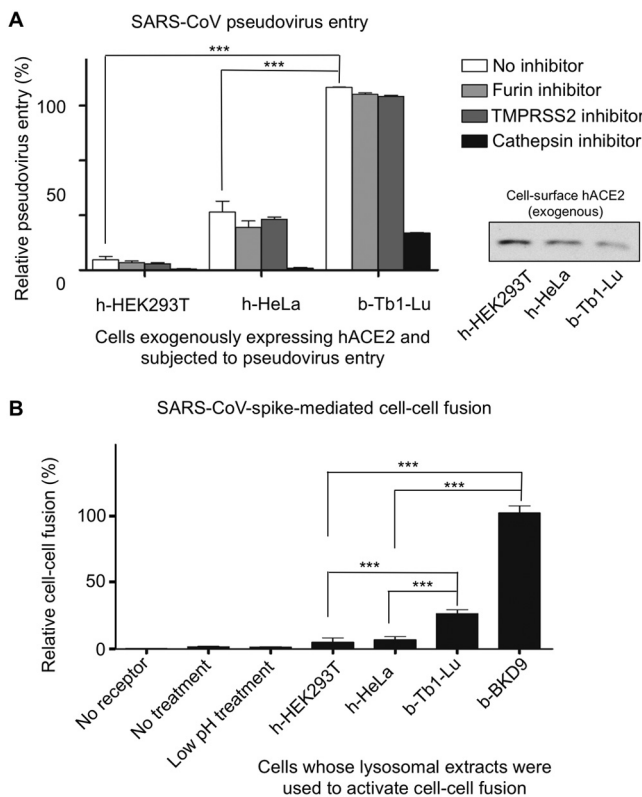 A
SARS-CoV pseudovirus entry
Relative pseudovirus entry (%)
100
50
0
***
***
h-HEK293T
h-HeLa
b-Tb1-Lu
Cells exogenously expressing hACE2 and
subjected to pseudovirus entry
No inhibitor
Furin inhibitor
TMPRSS2 inhibitor
Cathepsin inhibitor
Cell-surface hACE2
(exogenous)
h-HEK293T
h-HeLa
b-Tb1-Lu
B
SARS-CoV-spike-mediated cell-cell fusion
Relative cell-cell fusion (%)
100
50
0
***
***
***
***
No receptor
No treatment
Low pH treatment
h-HEK293T
h-HeLa
b-Tb1-Lu
b-BKD9
Cells whose lysosomal extracts were
used to activate cell-cell fusion